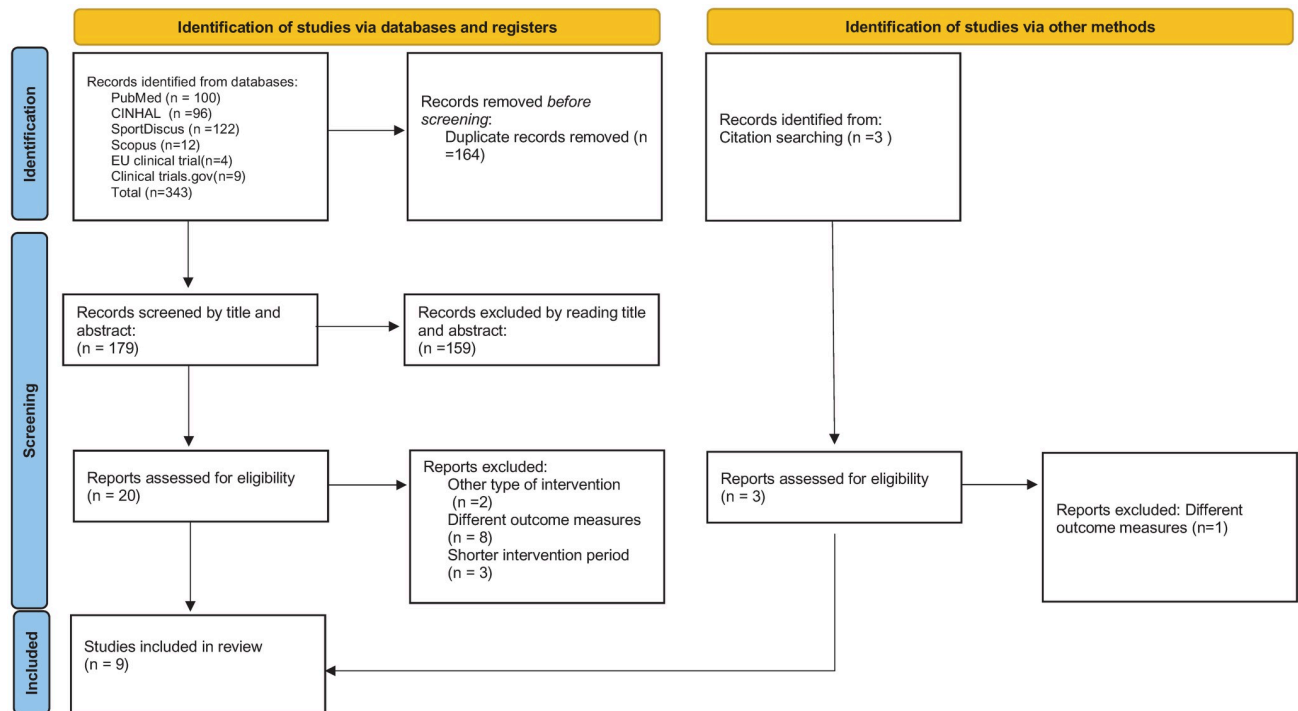 Identification of studies via databases and registers
Identification of studies via other methods
Identification
Records identified from databases:
PubMed (n = 100)
CINHAL (n =96)
SportDiscus (n =122)
Scopus (n=12)
EU clinical trial(n=4)
Clinical trials.gov(n=9)
Total (n=343)
Records removed before
screening:
Duplicate records removed (n
=164)
Records identified from:
Citation searching (n =3 )
Screening
Records screened by title and
abstract:
(n = 179)
Records excluded by reading title
and abstract:
(n =159)
Reports assessed for eligibility
(n = 20)
Reports excluded:
Other type of intervention
(n =2)
Different outcome measures
(n = 8)
Shorter intervention period
(n = 3)
Reports assessed for eligibility
(n = 3)
Reports excluded: Different
outcome measures (n=1)
Included
Studies included in review
(n = 9)